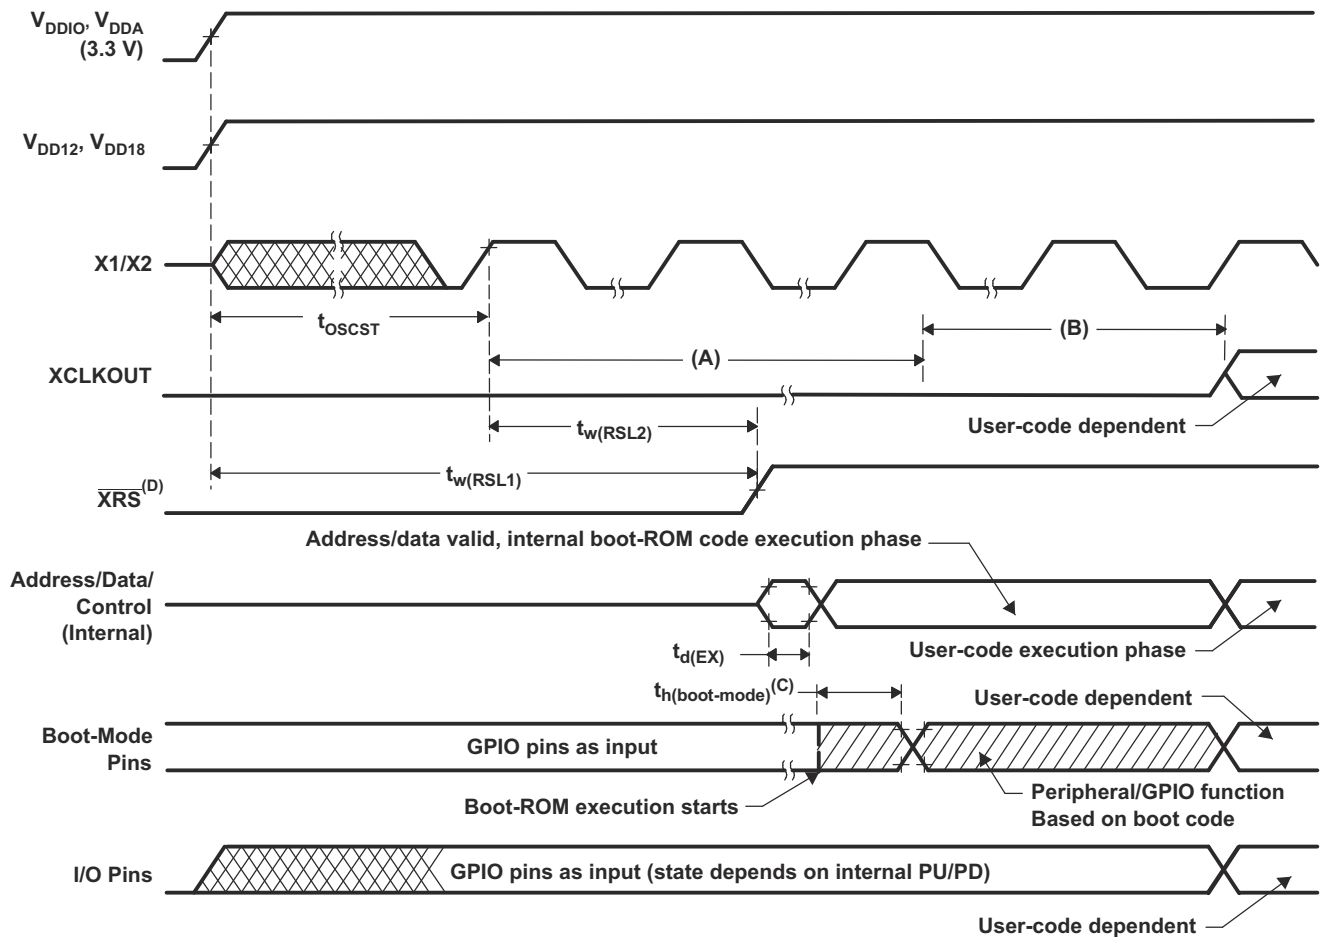 VDDIO, VDDA
(3.3 V)
VDD12, VDD18
X1/X2
tOSCST
(B)
(A)
XCLKOUT
User-code dependent
tw(RSL2)
tw(RSL1)
XRS(D)
Address/data valid, internal boot-ROM code execution phase
Address/Data/
Control
(Internal)
User-code execution phase
td(EX)
th(boot-mode)(C)
User-code dependent
Boot-Mode
Pins
GPIO pins as input
Boot-ROM execution starts
Peripheral/GPIO function
Based on boot code
I/O Pins
GPIO pins as input (state depends on internal PU/PD)
User-code dependent